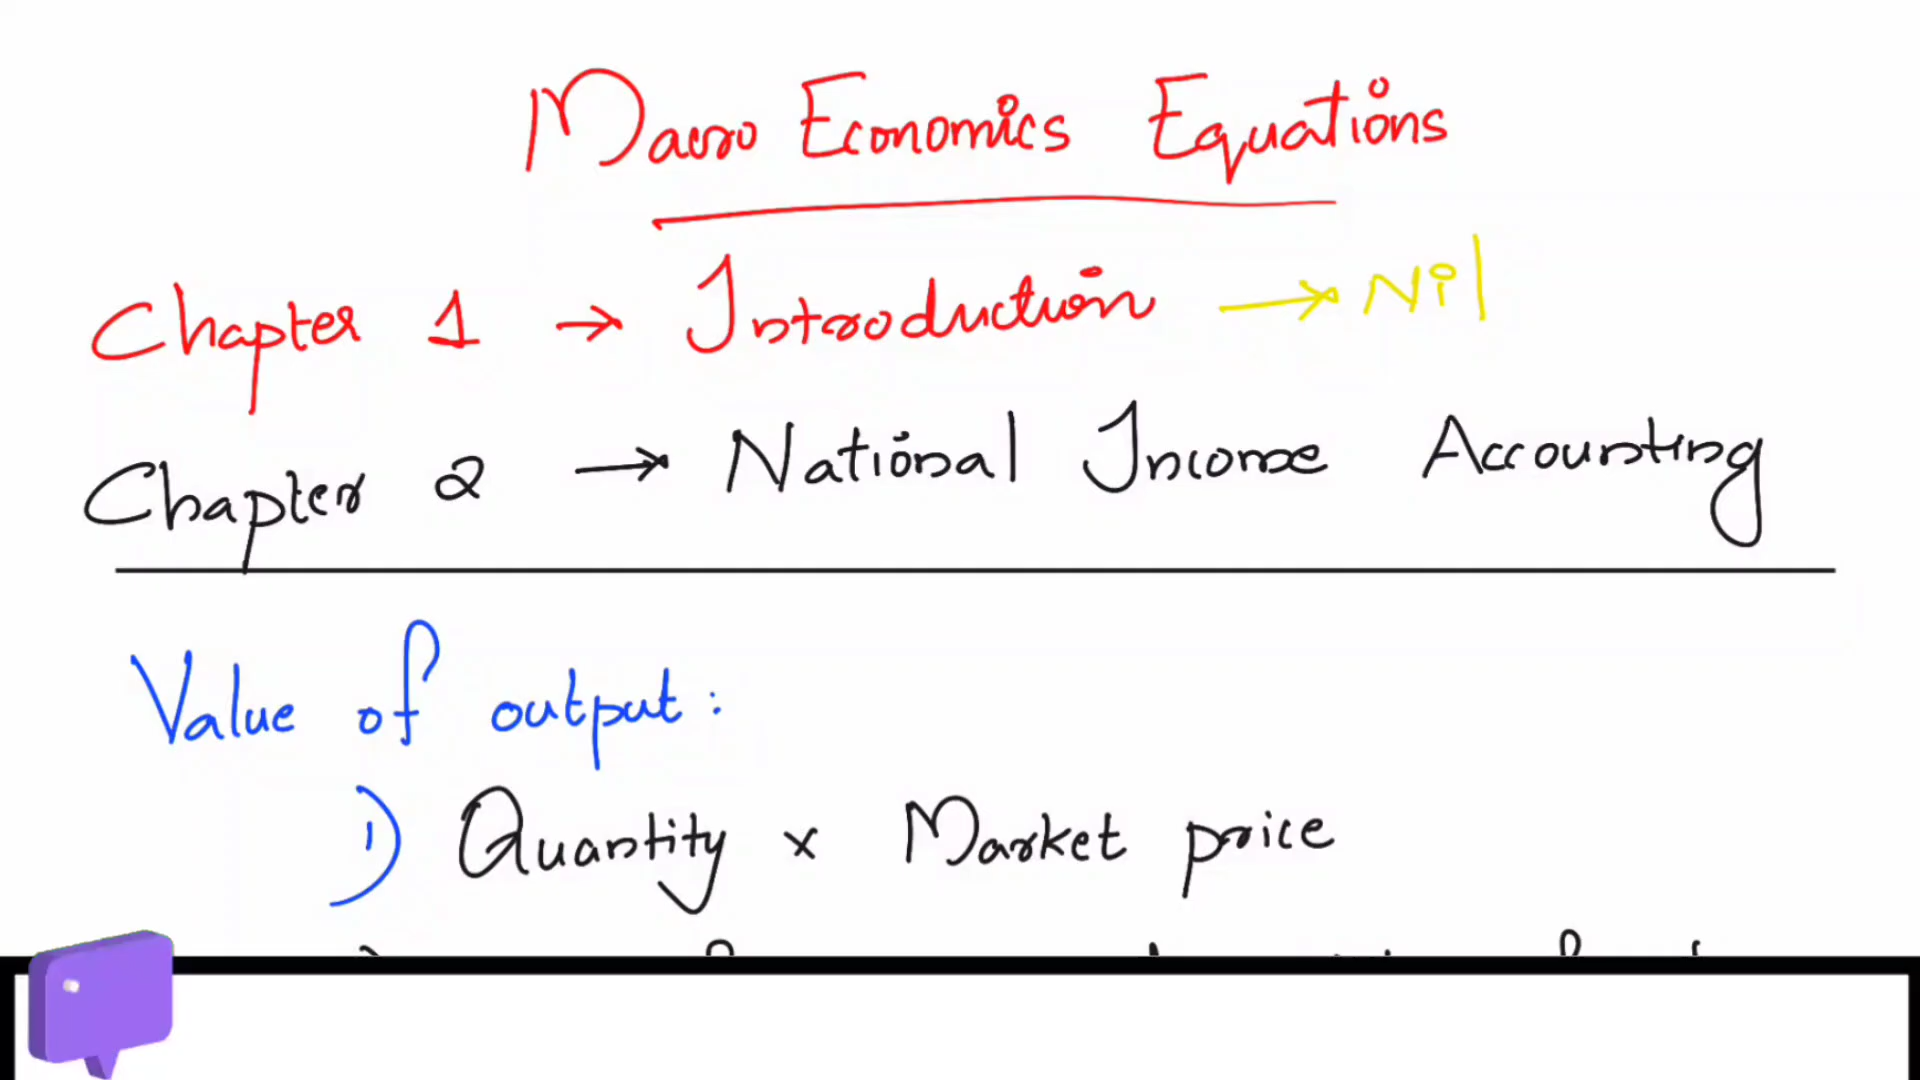 Macro Economics Equations
Chapter 1 → Introduction → Nil
Chapter 2 → National Income Accounting
Value of output:
1) Quantity x Market price